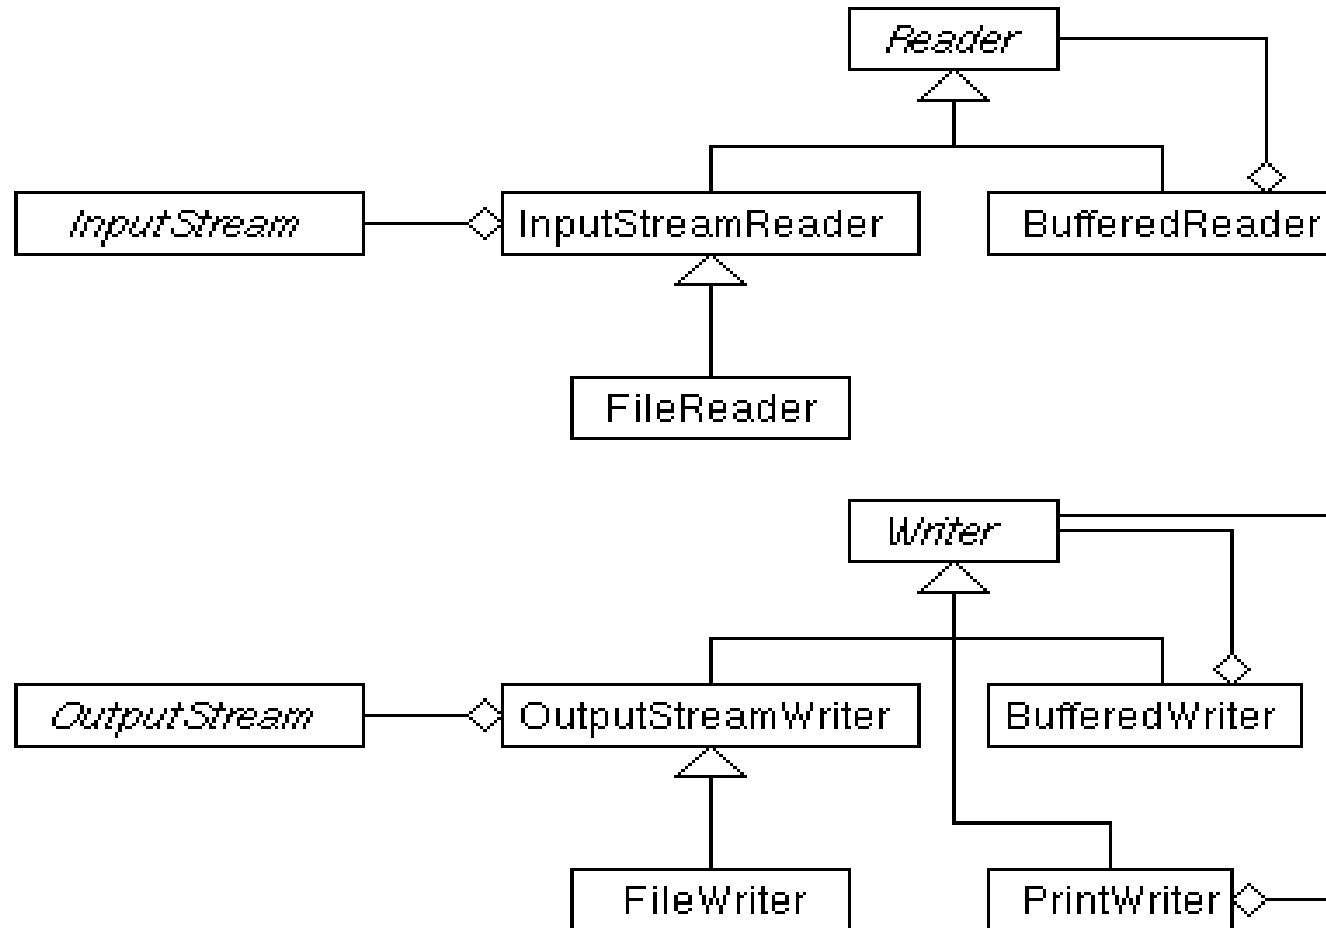 Reader
InputStream
InputStreamReader
BufferedReader
FileReader
Writer
OutputStream
OutputStreamWriter
BufferedWriter
FileWriter
PrintWriter